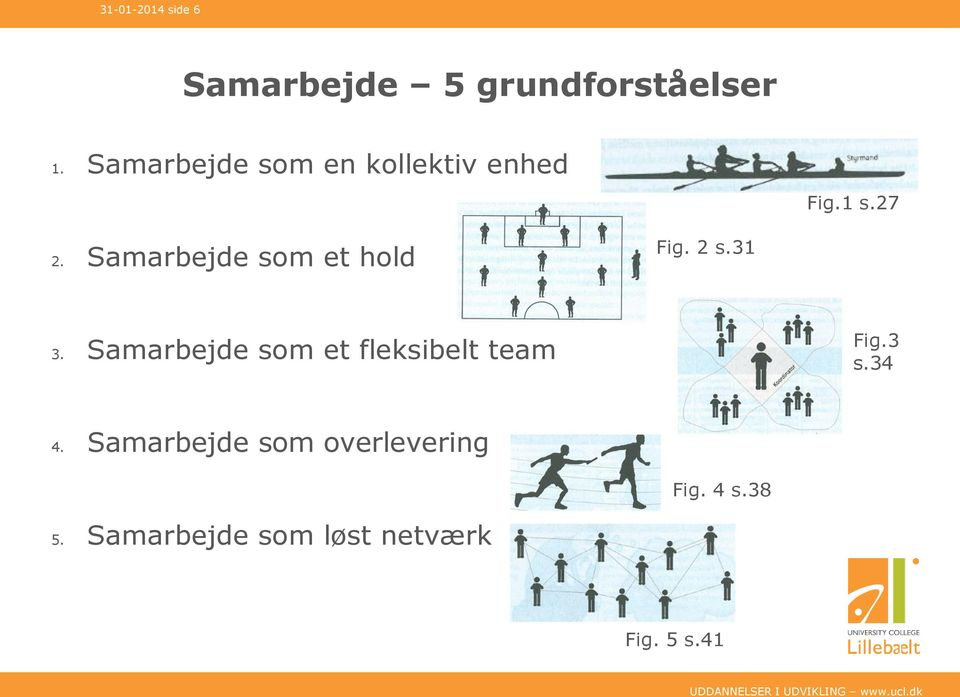 31-01-2014 side 6
Samarbejde – 5 grundforståelser
1. Samarbejde som en kollektiv enhed
Styrmand
Fig.1 s.27
2. Samarbejde som et hold
Fig. 2 s.31
3. Samarbejde som et fleksibelt team
Koordinator
Fig.3
s.34
4. Samarbejde som overlevering
Fig. 4 s.38
5. Samarbejde som løst netværk
Fig. 5 s.41
UNIVERSITY COLLEGE
Lillebaelt
UDDANNELSER I UDVIKLING – www.ucl.dk